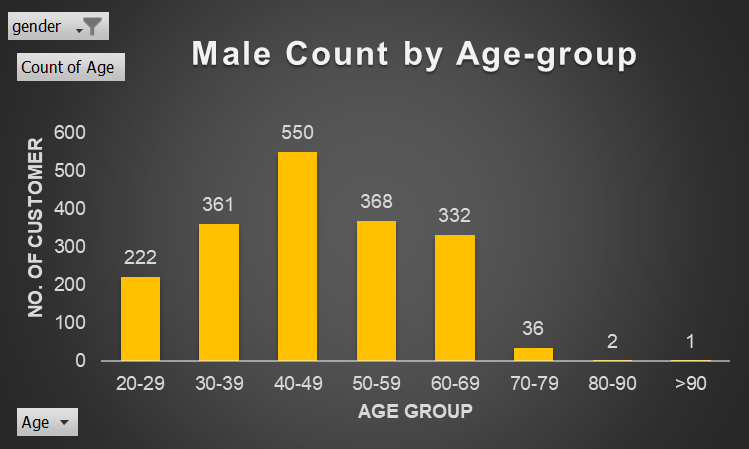 gender
Male Count by Age-group
Count of Age
NO. OF CUSTOMER
600
500
400
300
200
100
0
222
361
550
368
332
36
2
1
20-29 30-39 40-49 50-59 60-69 70-79 80-90 >90
AGE GROUP
Age